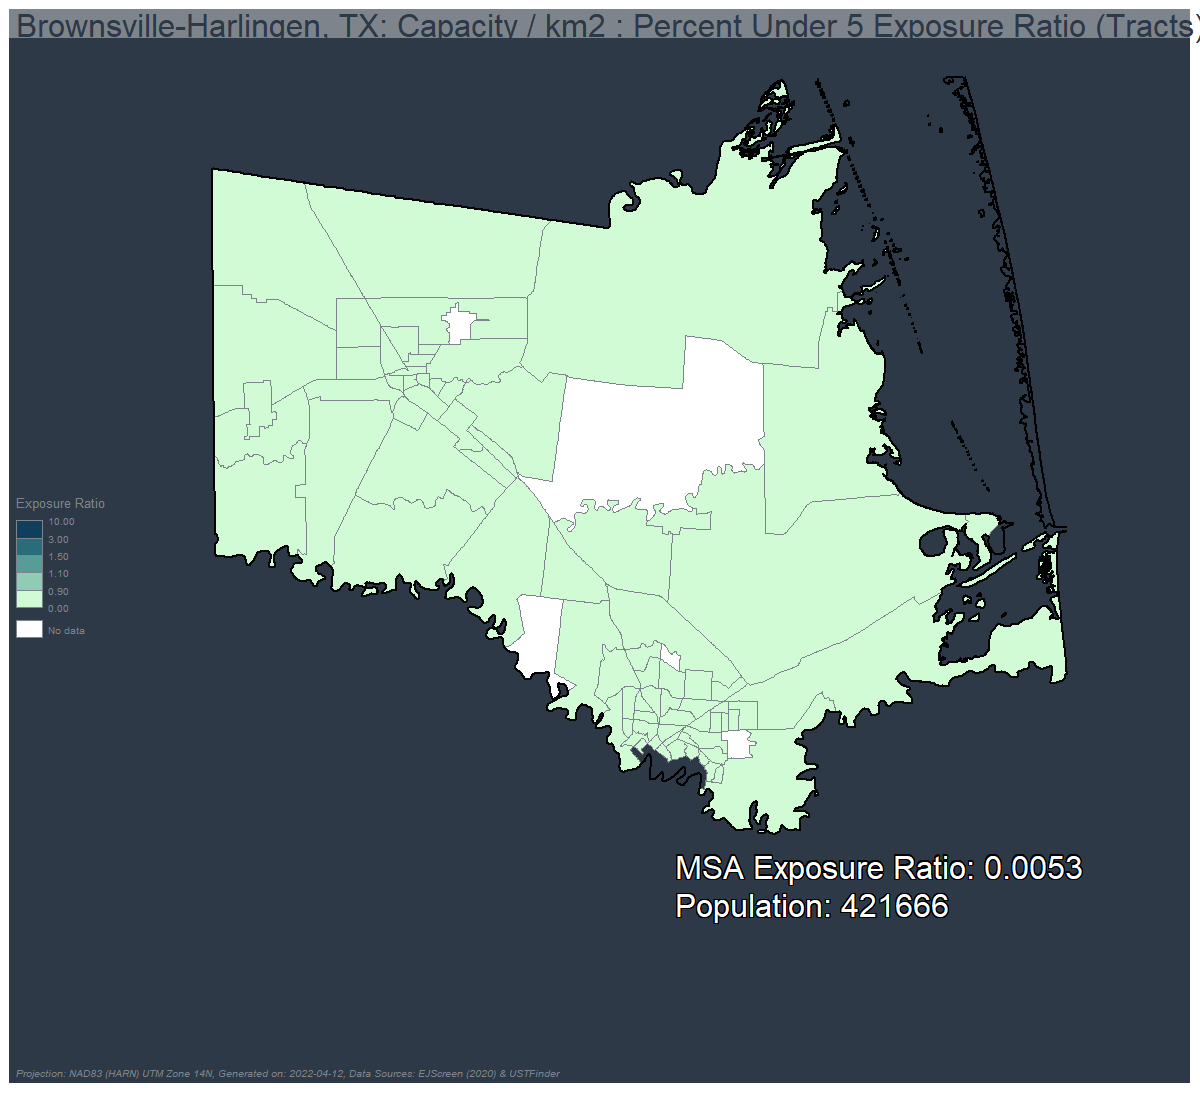 Brownsville-Harlingen, TX: Capacity / km2 : Percent Under 5 Exposure Ratio (Tracts)
Exposure Ratio
10.00
3.00
1.50
1.10
0.90
0.00
No data
MSA Exposure Ratio: 0.0053
Population: 421666
Projection: NAD83 (HARN) UTM Zone 14N, Generated on: 2022-04-12, Data Sources: EJScreen (2020) & USTFinder